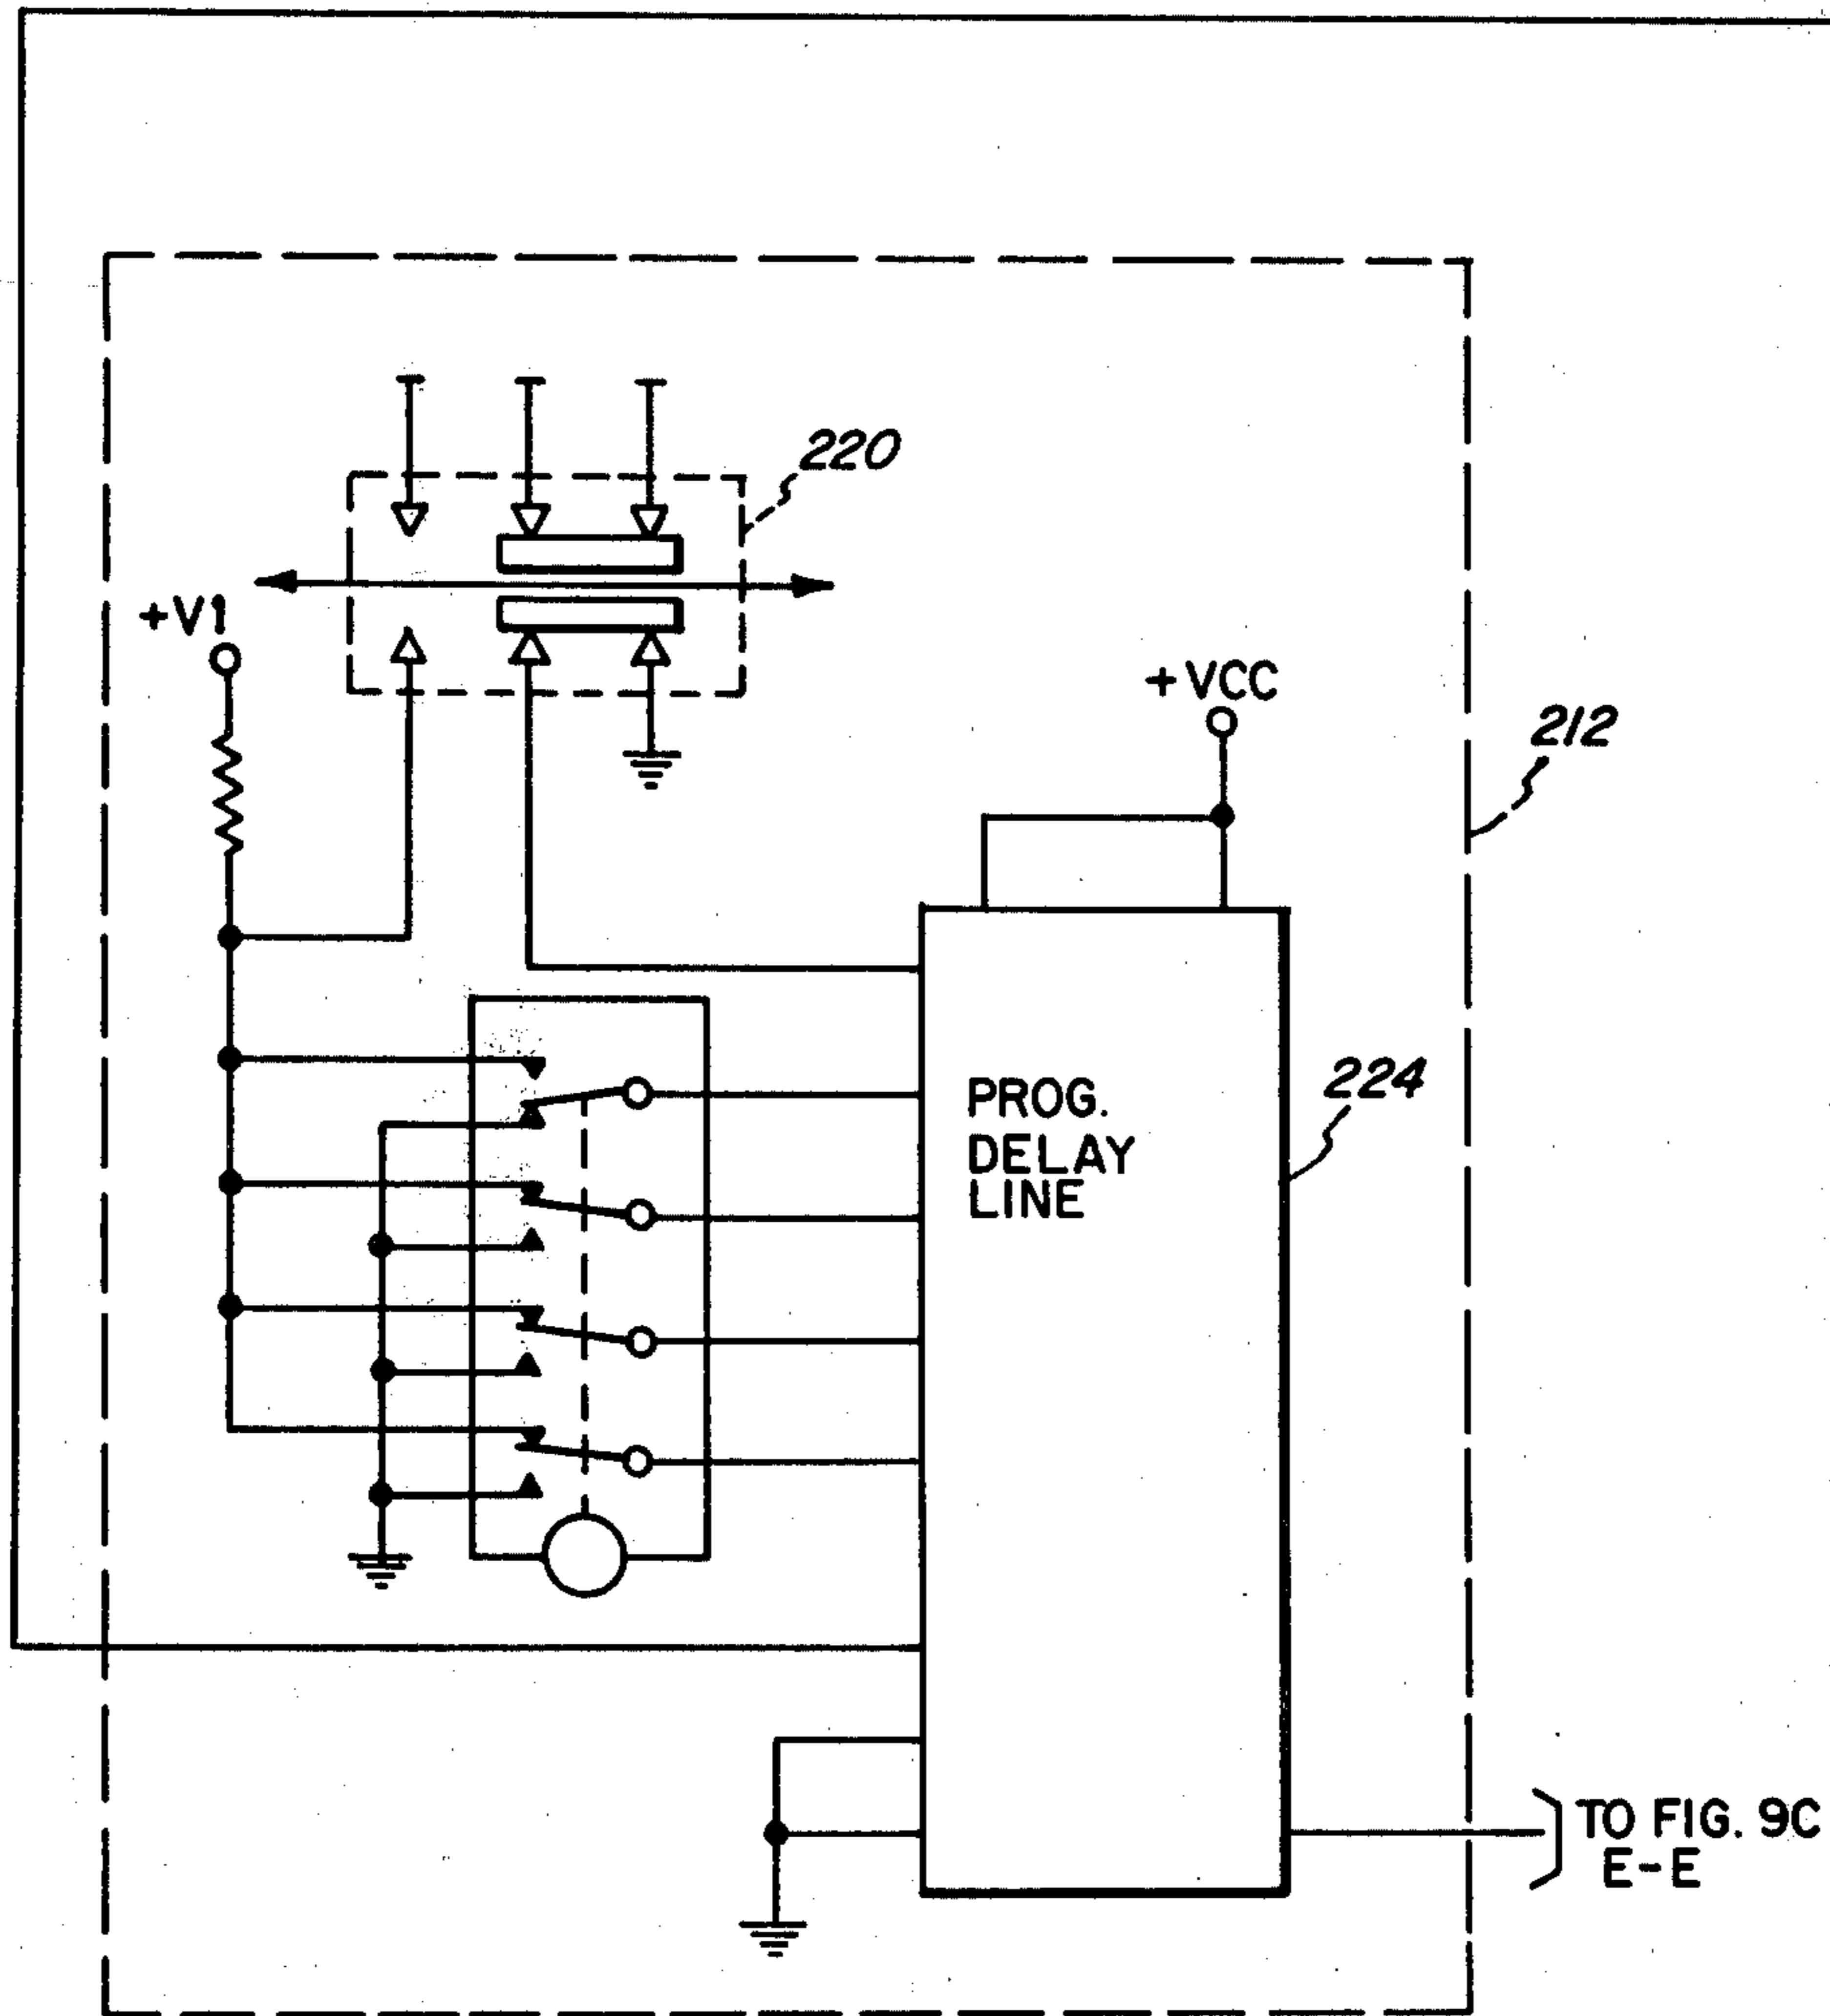 220
+V1
+VCC
212
224
PROG.
DELAY
LINE
TO FIG. 9C
E-E